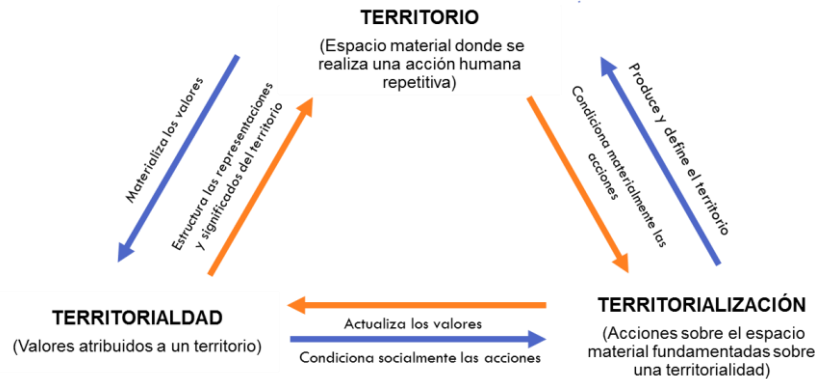 TERRITORIO
(Espacio material donde se
realiza una acción humana
repetitiva)
Materializa los valores
Estructura las representaciones
y significados del territorio
Condiciona materialmente las
acciones
Produce y define el territorio
TERRITORIALDAD
(Valores atribuidos a un territorio)
Actualiza los valores
Condiciona socialmente las acciones
TERRITORIALIZACIÓN
(Acciones sobre el espacio
material fundamentadas sobre
una territorialidad)